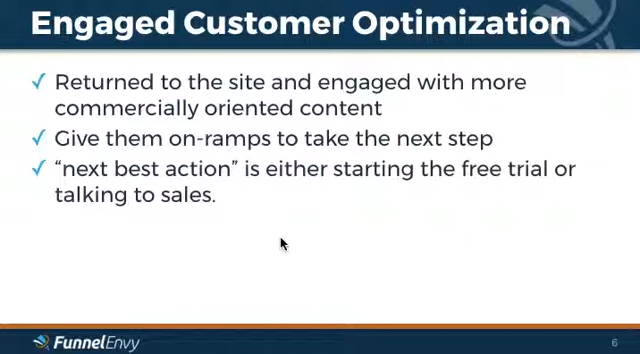 Engaged Customer Optimization
✓ Returned to the site and engaged with more
commercially oriented content
✓ Give them on-ramps to take the next step
✓ “next best action” is either starting the free trial or
talking to sales.
FunnelEnvy
6